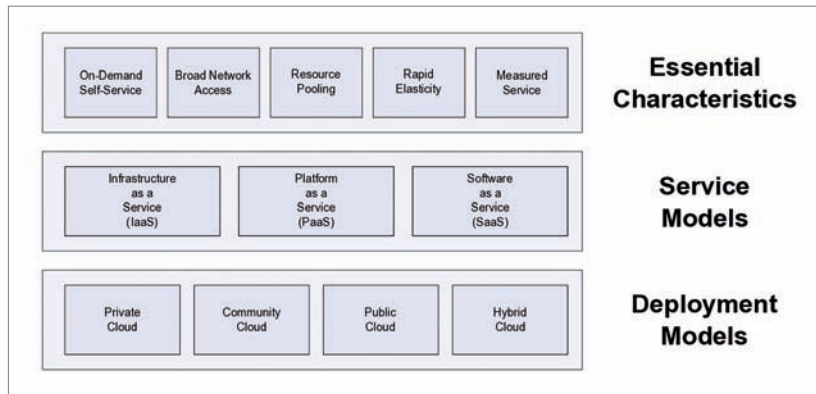 On-Demand
Self-Service
Broad Network
Access
Resource
Pooling
Rapid
Elasticity
Measured
Service
Essential
Characteristics
Infrastructure
as a
Service
(IaaS)
Platform
as a
Service
(PaaS)
Software
as a
Service
(SaaS)
Service
Models
Private
Cloud
Community
Cloud
Public
Cloud
Hybrid
Cloud
Deployment
Models